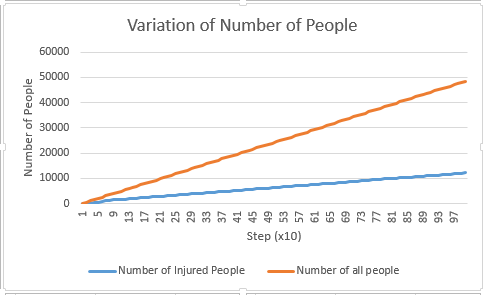 Variation of Number of People
60000
50000
40000
30000
20000
10000
0
Number of People
1 5 9 13 17 21 25 29 33 37 41 45 49 53 57 61 65 69 73 77 81 85 89 93 97
Step (x10)
Number of Injured People Number of all people